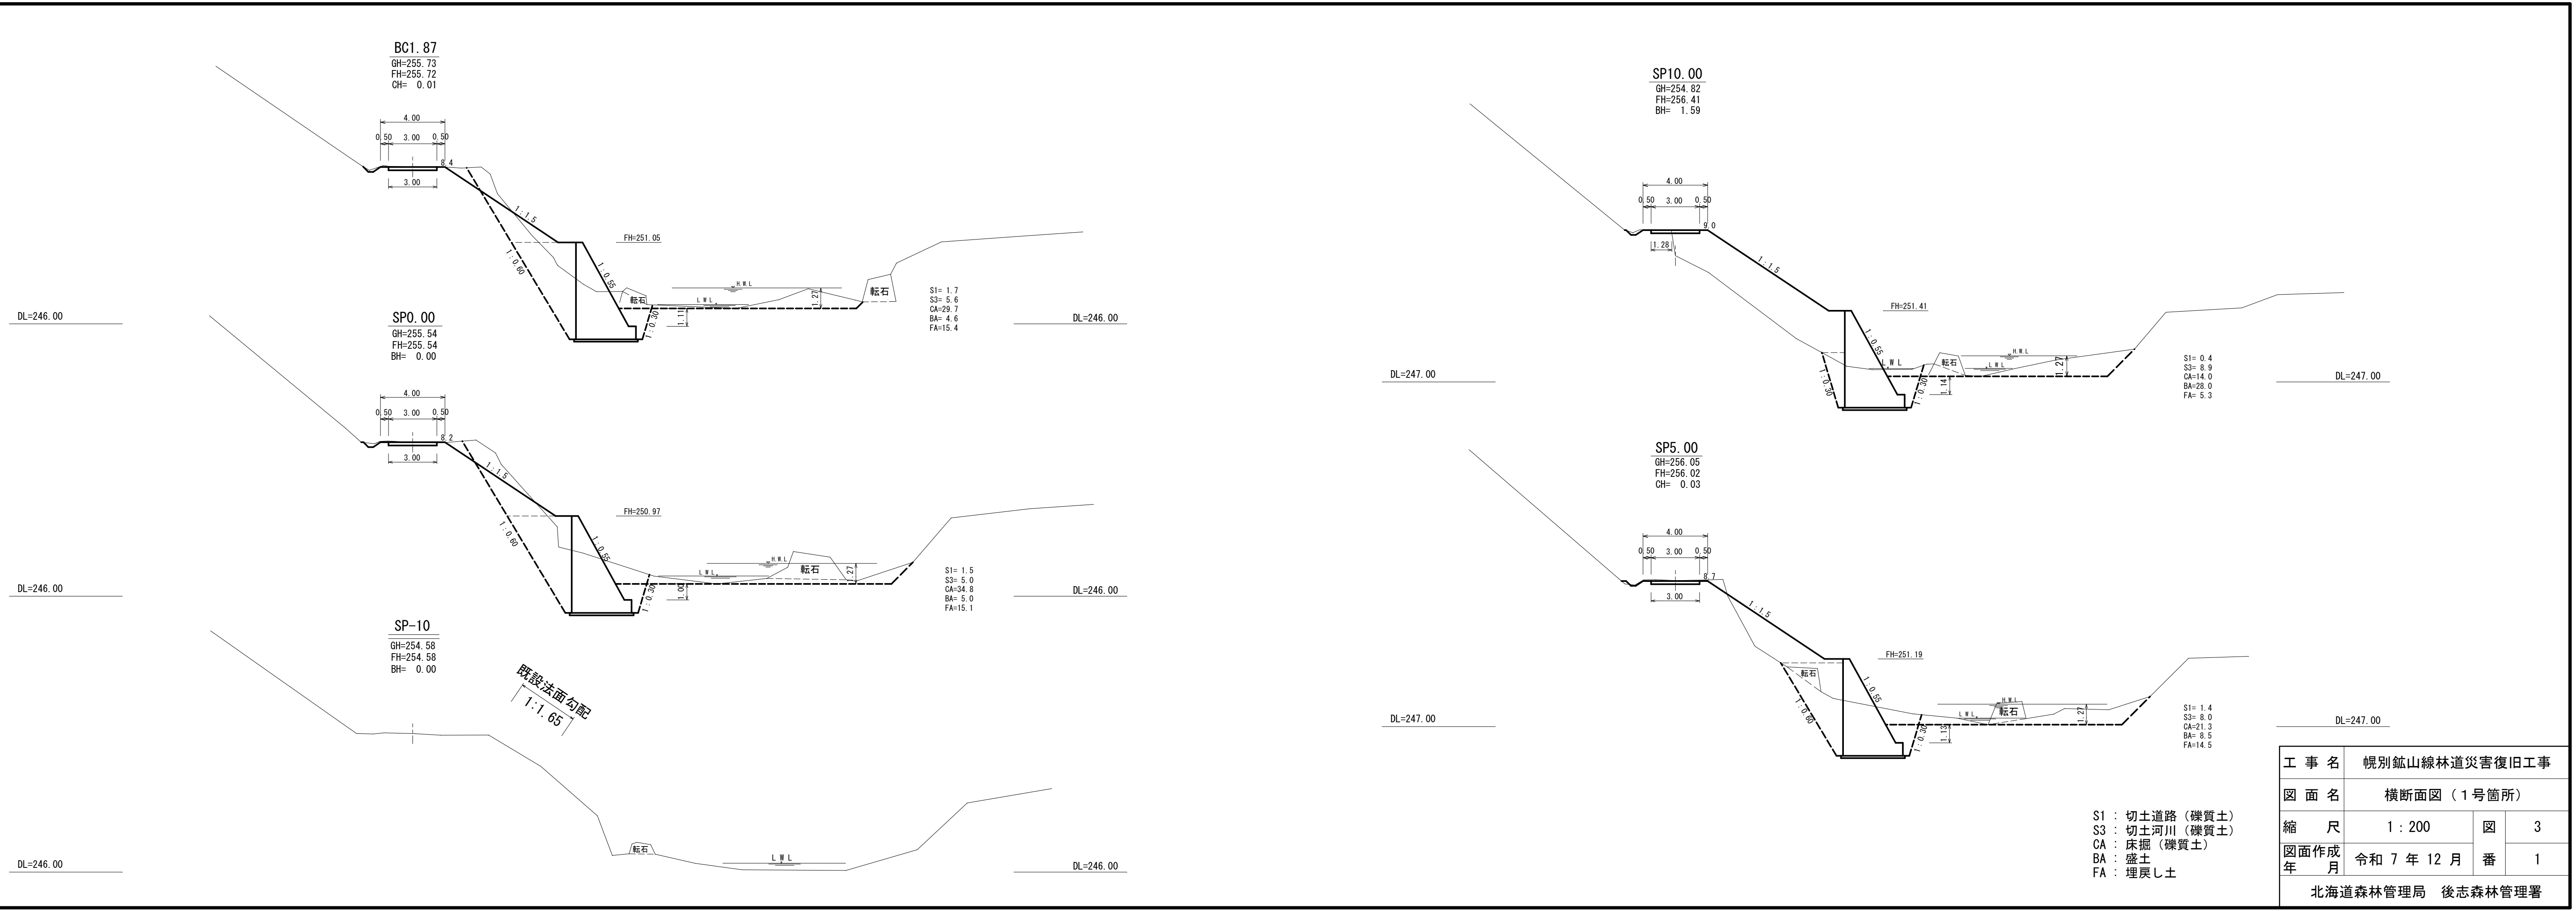 BC1.87
GH=255.73
FH=255.72
CH= 0.01
4.00
0.50 3.00 0.50
8.4
3.00
1:1.5
1:0.60
FH=251.05
1:0.55
転石
L.W.L
H.W.L
1.27
転石
1:0.30
1.11
S1= 1.7
S3= 5.6
CA=29.7
BA= 4.6
FA=15.4
DL=246.00
DL=246.00
SP0.00
GH=255.54
FH=255.54
BH= 0.00
4.00
0.50 3.00 0.50
8.2
3.00
1:1.5
1:0.60
FH=250.97
1:0.55
L.W.L
H.W.L
転石
1.27
1:0.30
1.00
S1= 1.5
S3= 5.0
CA=34.8
BA= 5.0
FA=15.1
DL=246.00
DL=246.00
SP-10
GH=254.58
FH=254.58
BH= 0.00
既設法面勾配
1:1.65
転石
L.W.L
DL=246.00
DL=246.00
SP10.00
GH=254.82
FH=256.41
BH= 1.59
4.00
0.50 3.00 0.50
9.0
1.28
1:1.5
FH=251.41
1:0.55
1:0.30
L.W.L
転石
H.W.L
L.W.L
1.27
1:0.30
1.14
S1= 0.4
S3= 8.9
CA=14.0
BA=28.0
FA= 5.3
DL=247.00
DL=247.00
SP5.00
GH=256.05
FH=256.02
CH= 0.03
4.00
0.50 3.00 0.50
8.7
3.00
1:1.5
FH=251.19
転石
1:0.60
1:0.55
L.W.L
H.W.L
転石
1.27
1:0.30
1.13
S1= 1.4
S3= 8.0
CA=21.3
BA= 8.5
FA=14.5
DL=247.00
DL=247.00
S1 : 切土道路（礫質土）
S3 : 切土河川（礫質土）
CA : 床掘（礫質土）
BA : 盛土
FA : 埋戻し土
工事名 幌別鉱山線林道災害復旧工事
図面名 横断面図（１号箇所）
縮尺 1:200 図 3
図面作成年月 令和 7 年 12 月 番 1
北海道森林管理局 後志森林管理署